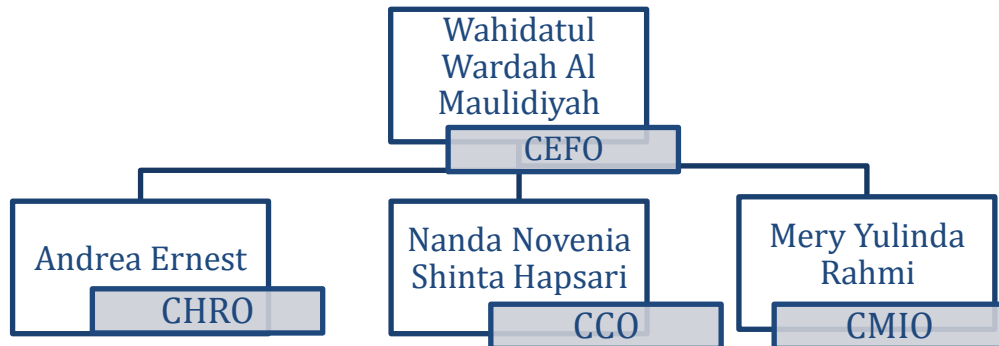 Wahidatul
Wardah Al
Maulidiyah
CEFO
Andrea Ernest
CHRO
Nanda Novenia
Shinta Hapsari
CCO
Mery Yulinda
Rahmi
CMIO